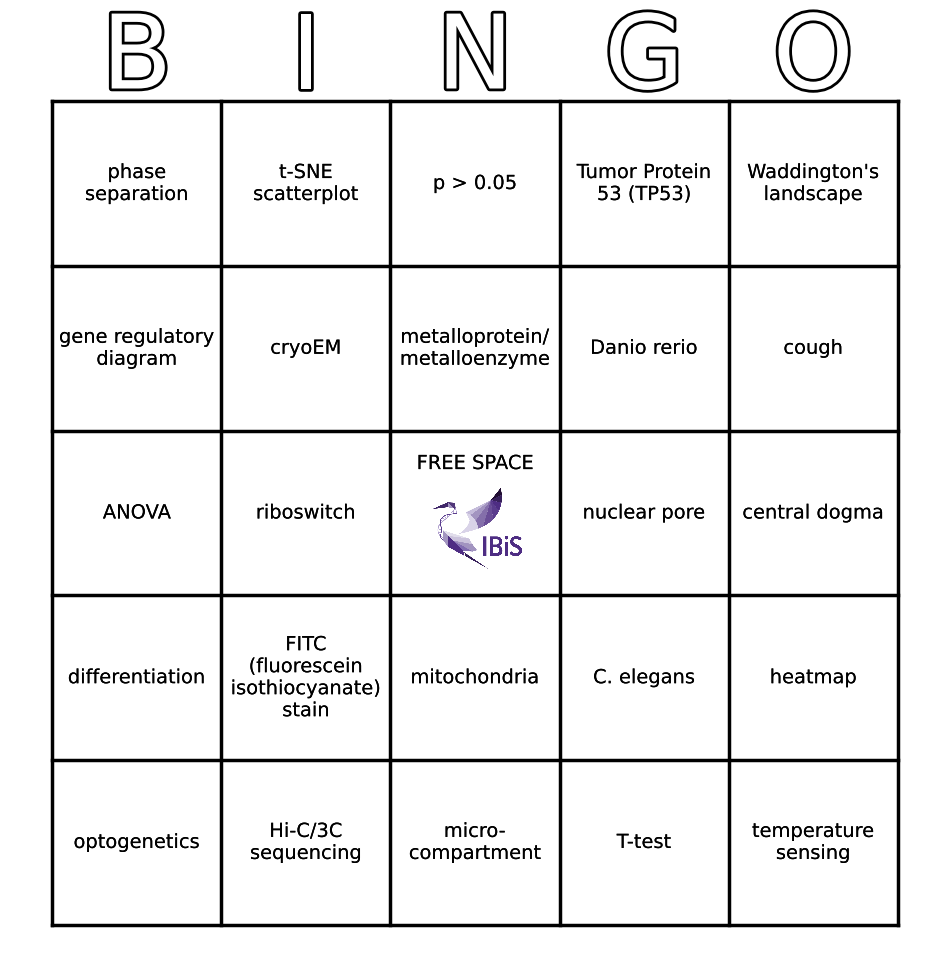 B I N G O
phase
separation
t-SNE
scatterplot
p > 0.05
Tumor Protein
53 (TP53)
Waddington's
landscape
gene regulatory
diagram
cryoEM
metalloprotein/
metalloenzyme
Danio rerio
cough
ANOVA
riboswitch
FREE SPACE
IBiS
nuclear pore
central dogma
differentiation
FITC
(fluorescein
isothiocyanate)
stain
mitochondria
C. elegans
heatmap
optogenetics
Hi-C/3C
sequencing
micro-
compartment
T-test
temperature
sensing